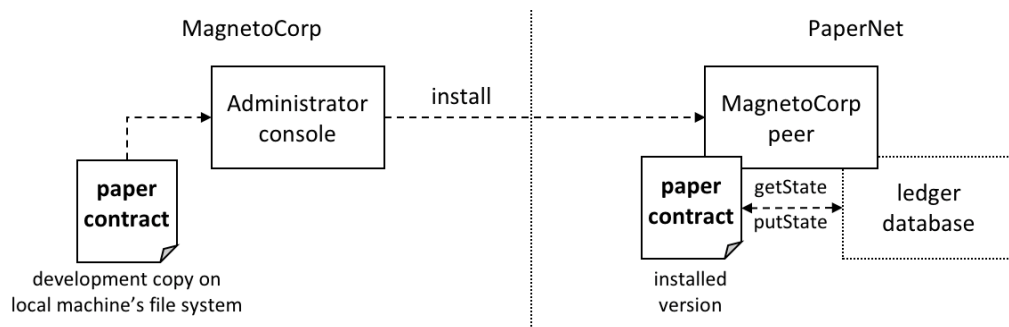 MagnetoCorp
PaperNet
Administrator
console
install
MagnetoCorp
peer
paper
contract
development copy on
local machine's file system
paper
contract
installed
version
getState
putState
ledger
database